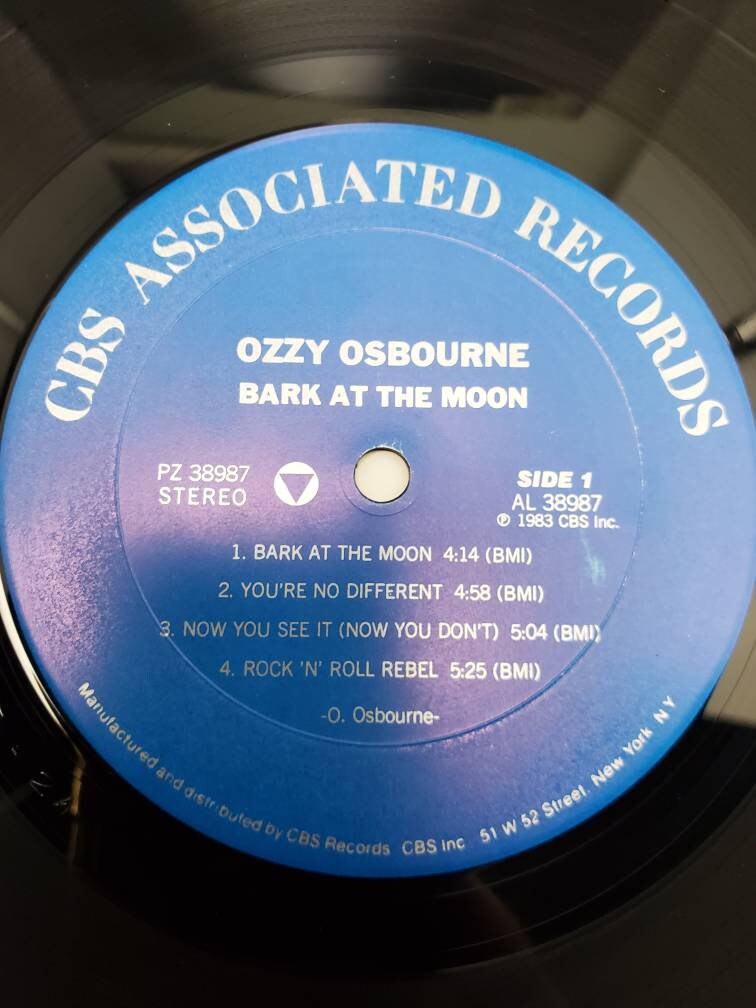 CBS ASSOCIATED RECORDS
OZZY OSBOURNE
BARK AT THE MOON
PZ 38987
STEREO
SIDE 1
AL 38987
℗ 1983 CBS Inc.
1. BARK AT THE MOON 4:14 (BMI)
2. YOU'RE NO DIFFERENT 4:58 (BMI)
3. NOW YOU SEE IT (NOW YOU DON'T) 5:04 (BMI)
4. ROCK 'N' ROLL REBEL 5:25 (BMI)
-O. Osbourne-
Manufactured and distributed by CBS Records CBS Inc 51 W 52 Street New York NY